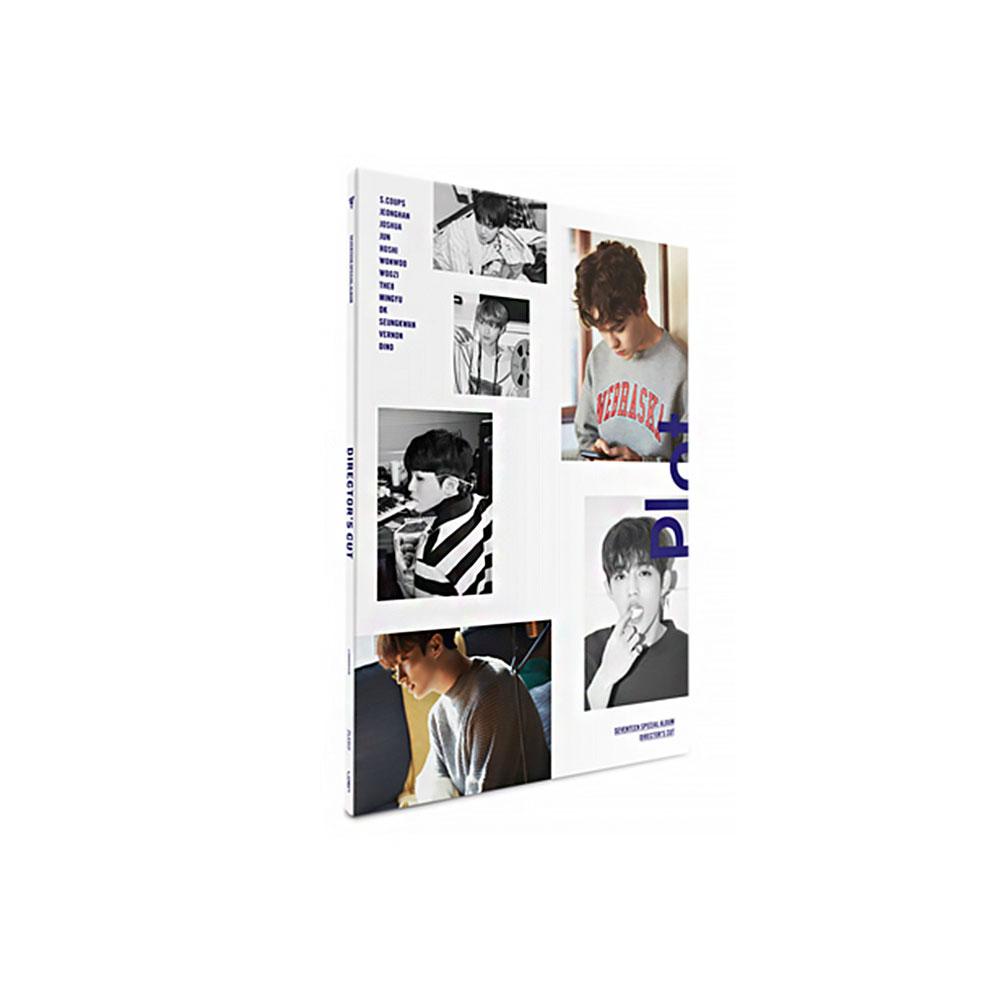 S.COUPS
JEONGHAN
JOSHUA
JUN
HOSHI
WONWOO
WOOZI
THE8
MINGYU
DK
SEUNGKWAN
VERNON
DINO
DIRECTOR'S CUT
NEBRASKA
Plot
SEVENTEEN SPECIAL ALBUM
DIRECTOR'S CUT